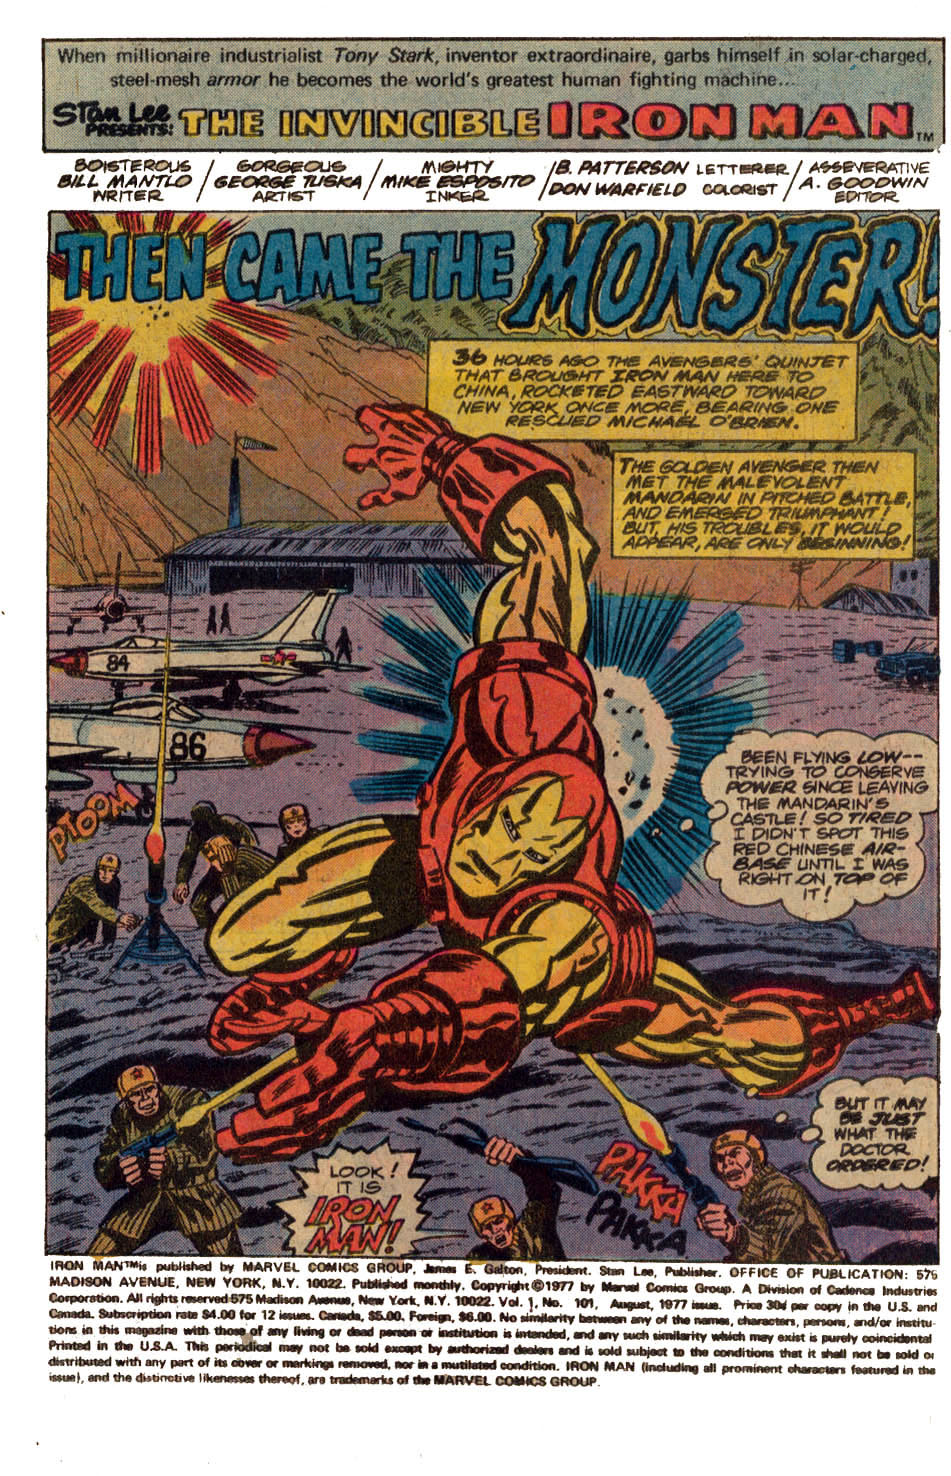 When millionaire industrialist Tony Stark, inventor extraordinaire, garbs himself in solar-charged,
steel-mesh armor he becomes the world's greatest human fighting machine...
Stan Lee
PRESENTS:
THE INVINCIBLE IRON MAN™
BOISTEROUS
BILL MANTLO
WRITER
GORGEOUS
GEORGE TUSKA
ARTIST
MIGHTY
MIKE ESPOSITO
INKER
B. PATTERSON LETTERER
DON WARFIELD COLORIST
ASSEVERATIVE
A. GOODWIN
EDITOR
THEN CAME THE MONSTER!
36 HOURS AGO THE AVENGERS' QUINJET
THAT BROUGHT IRON MAN HERE TO
CHINA, ROCKETED EASTWARD TOWARD
NEW YORK ONCE MORE, BEARING ONE
RESCUED MICHAEL O'BRIEN.
THE GOLDEN AVENGER THEN
MET THE MALEVOLENT
MANDARIN IN PITCHED BATTLE,
AND EMERGED TRIUMPHANT!
BUT, HIS TROUBLES, IT WOULD
APPEAR, ARE ONLY BEGINNING!
84
86
PTOOM
BEEN FLYING LOW--
TRYING TO CONSERVE
POWER SINCE LEAVING
THE MANDARIN'S
CASTLE! SO TIRED
I DIDN'T SPOT THIS
RED CHINESE AIR-
BASE UNTIL I WAS
RIGHT ON TOP OF
IT!
BUT IT MAY
BE JUST
WHAT THE
DOCTOR
ORDERED!
LOOK!
IT IS
IRON
MAN!
PAKKA
PAKKA
IRON MAN™ is published by MARVEL COMICS GROUP, James E. Galton, President. Stan Lee, Publisher. OFFICE OF PUBLICATION: 575
MADISON AVENUE, NEW YORK, N.Y. 10022. Published monthly. Copyright ©1977 by Marvel Comics Group. A Division of Cadence Industries
Corporation. All rights reserved 575 Madison Avenue, New York, N.Y. 10022. Vol. 1, No. 101, August, 1977 issue. Price 30¢ per copy in the U.S. and
Canada. Subscription rate $4.00 for 12 issues. Canada, $5.00. Foreign, $6.00. No similarity between any of the names, characters, persons, and/or institu-
tions in this magazine with those of any living or dead person or institution is intended, and any such similarity which may exist is purely coincidental.
Printed in the U.S.A. This periodical may not be sold except by authorized dealers and is sold subject to the conditions that it shall not be sold or
distributed with any part of its cover or markings removed, nor in a mutilated condition. IRON MAN (including all prominent characters featured in the
issue), and the distinctive likenesses thereof, are trademarks of the MARVEL COMICS GROUP.